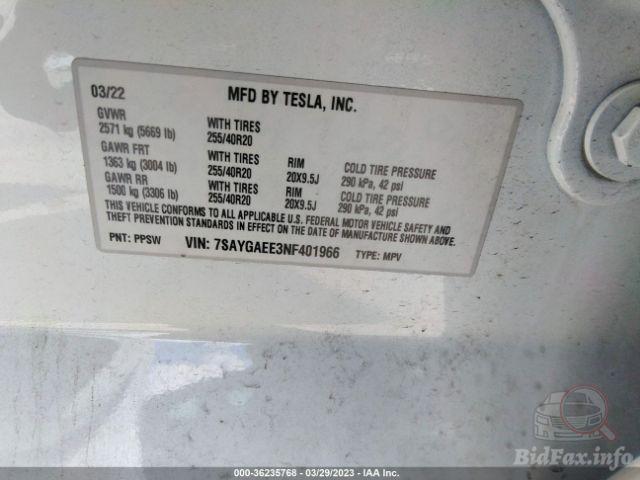 03/22 MFD BY TESLA, INC.
GVWR
2571 kg (5669 lb) WITH TIRES 255/40R20
GAWR FRT
1363 kg (3004 lb) WITH TIRES 255/40R20 RIM 20X9.5J COLD TIRE PRESSURE 290 kPa, 42 psi
GAWR RR
1500 kg (3306 lb) WITH TIRES 255/40R20 RIM 20X9.5J COLD TIRE PRESSURE 290 kPa, 42 psi
THIS VEHICLE CONFORMS TO ALL APPLICABLE U.S. FEDERAL MOTOR VEHICLE SAFETY AND
THEFT PREVENTION STANDARDS IN EFFECT ON THE DATE OF MANUFACTURE SHOWN ABOVE.
PNT: PPSW VIN: 7SAYGAEE3NF401966 TYPE: MPV
000-36235768 - 03/29/2023 - IAA Inc.
BidFax.info